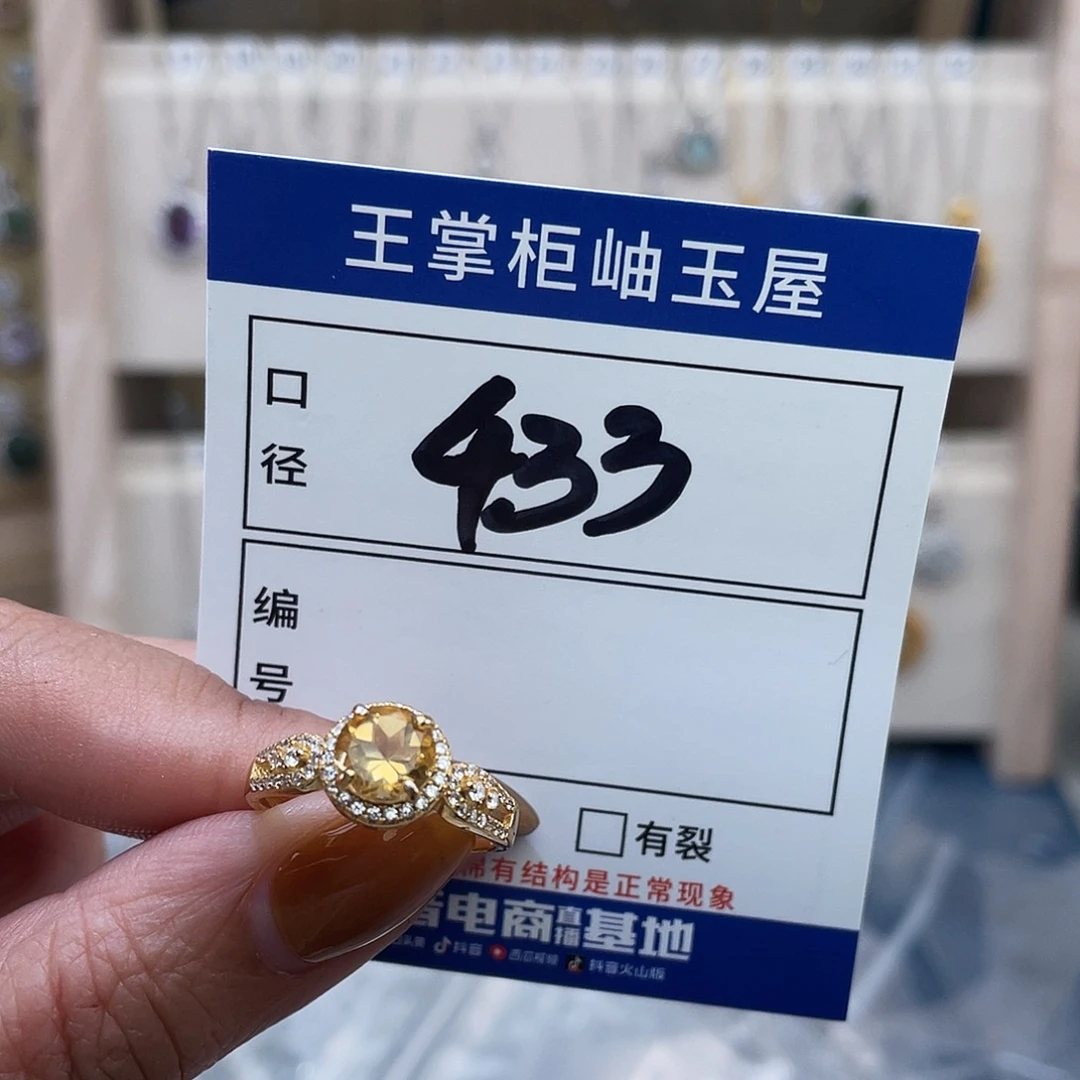 王掌柜岫玉屋
口径
433
编号
有裂
棉有结构是正常现象
音电商直播基地
抖音 西瓜视频 抖音火山版